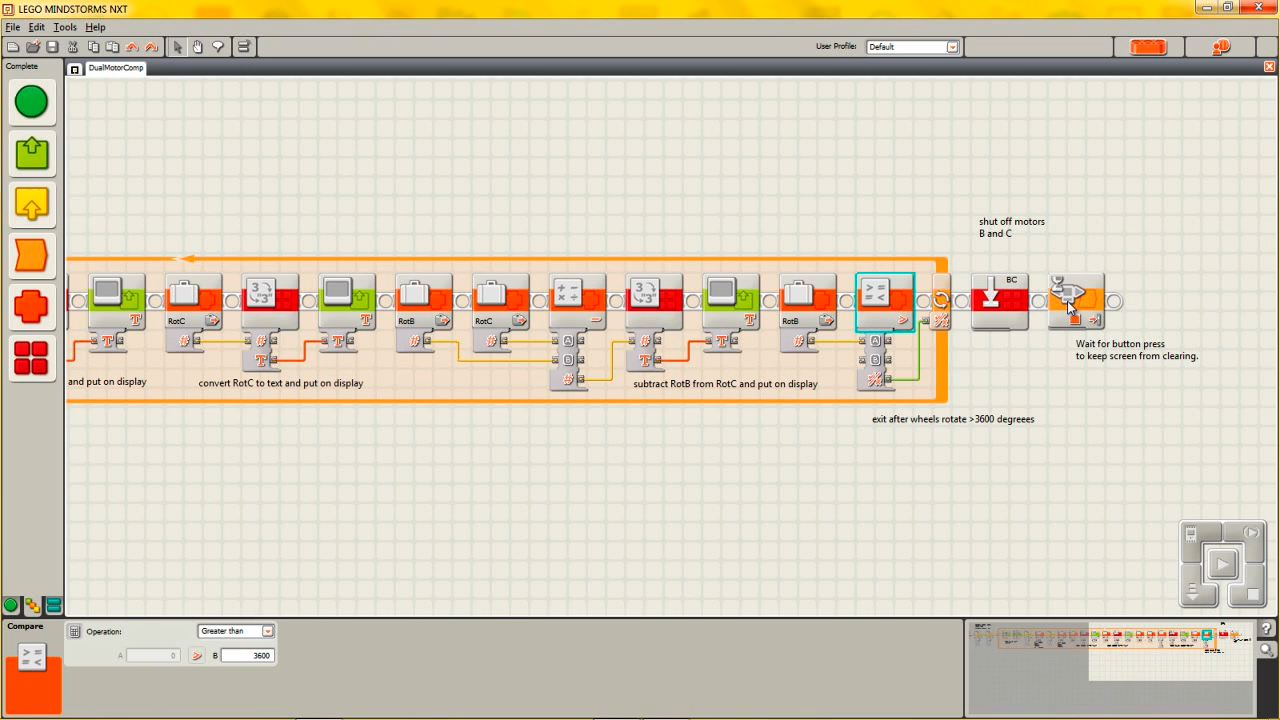 LEGO MINDSTORMS NXT
File Edit Tools Help
User Profile: Default
Complete
DualMotorComp
shut off motors
B and C
BC
RotC
RotB
RotC
RotB
and put on display
convert RotC to text and put on display
subtract RotB from RotC and put on display
Wait for button press
to keep screen from clearing.
exit after wheels rotate >3600 degreees
Compare
Operation: Greater than
A 0 B 3600